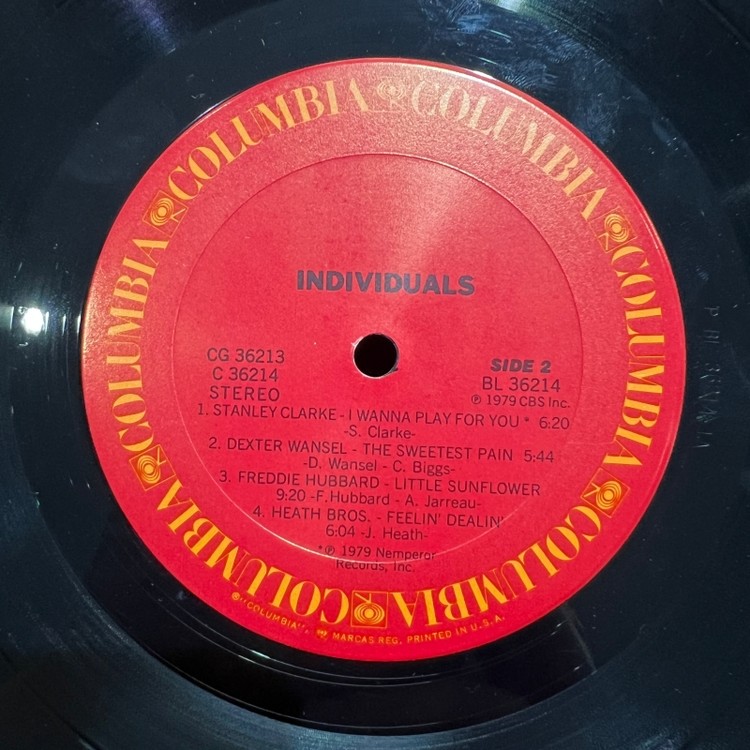 COLUMBIA COLUMBIA COLUMBIA COLUMBIA COLUMBIA COLUMBIA COLUMBIA
INDIVIDUALS
CG 36213
C 36214
STEREO
SIDE 2
BL 36214
℗ 1979 CBS Inc.
1. STANLEY CLARKE - I WANNA PLAY FOR YOU * 6:20
-S. Clarke-
2. DEXTER WANSEL - THE SWEETEST PAIN 5:44
-D. Wansel - C. Biggs-
3. FREDDIE HUBBARD - LITTLE SUNFLOWER
9:20 -F. Hubbard - A. Jarreau-
4. HEATH BROS. - FEELIN' DEALIN'
6:04 -J. Heath-
*℗ 1979 Nemperor
Records, Inc.
®"COLUMBIA", MARCAS REG. PRINTED IN U.S.A.